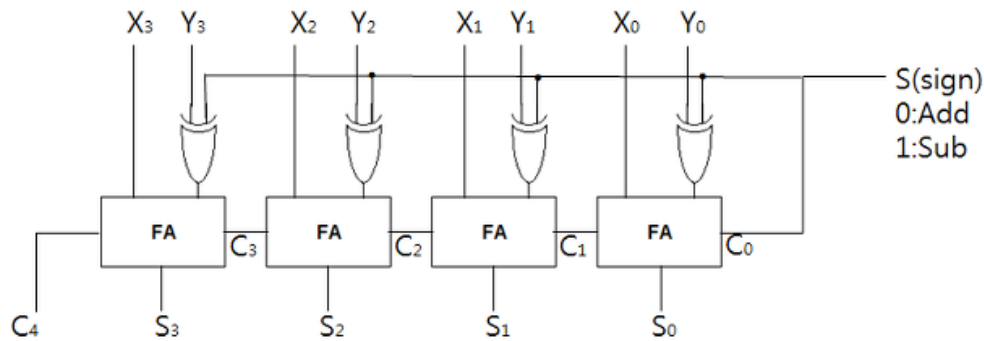 X3 Y3 X2 Y2 X1 Y1 X0 Y0
S(sign)
0:Add
1:Sub
FA C3 FA C2 FA C1 FA C0
C4 S3 S2 S1 S0